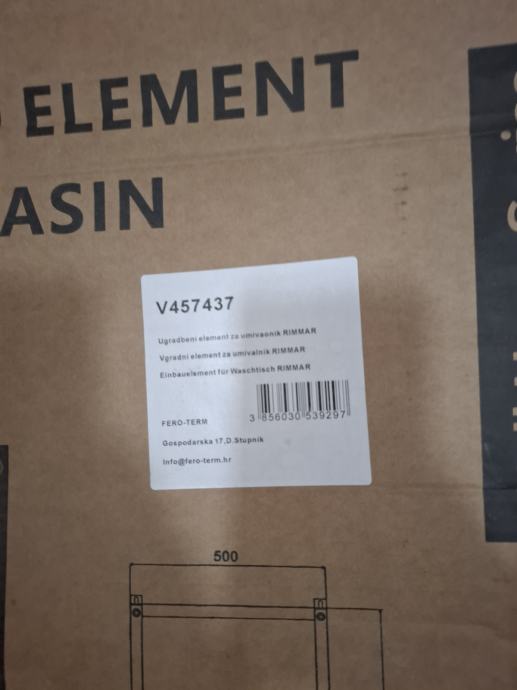 ELEMENT
ASIN
V457437
Ugradbeni element za umivaonik RIMMAR
Vgradni element za umivalnik RIMMAR
Einbauelement für Waschtisch RIMMAR
3 856030 539297
FERO-TERM
Gospodarska 17,D.Stupnik
Info@fero-term.hr
500